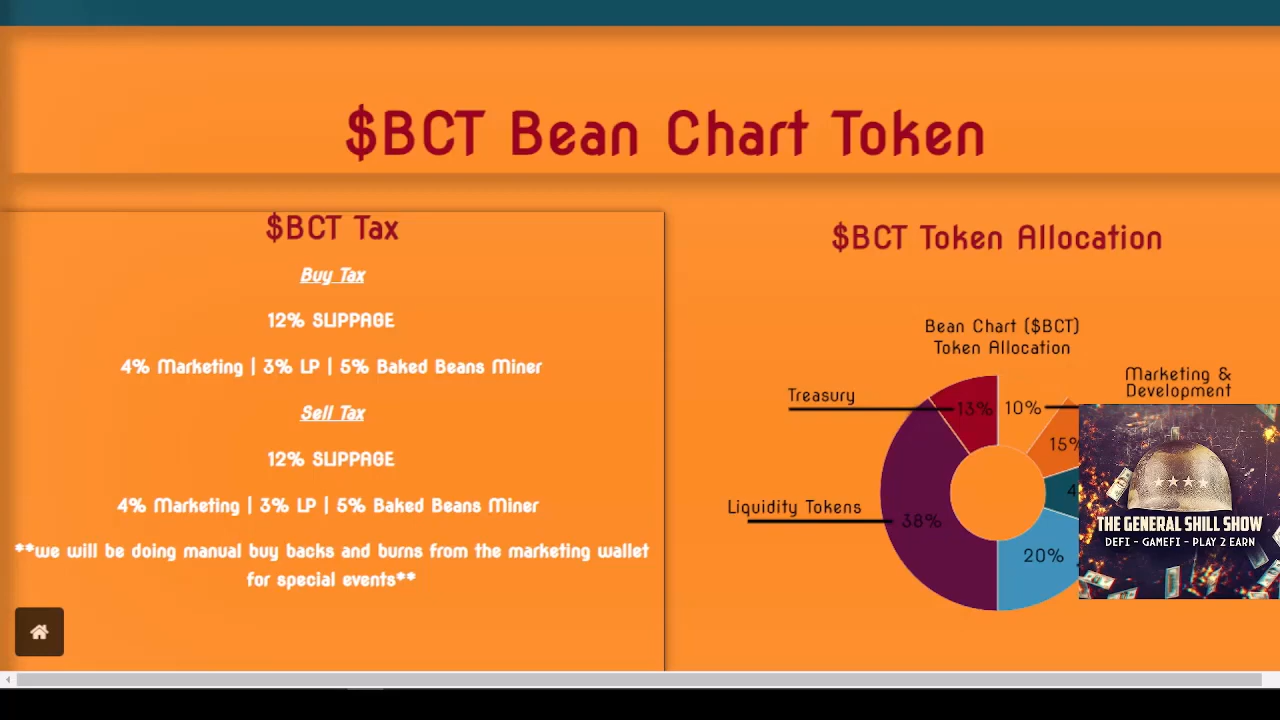 $BCT Bean Chart Token
$BCT Tax
Buy Tax
12% SLIPPAGE
4% Marketing | 3% LP | 5% Baked Beans Miner
Sell Tax
12% SLIPPAGE
4% Marketing | 3% LP | 5% Baked Beans Miner
**we will be doing manual buy backs and burns from the marketing wallet
for special events**
$BCT Token Allocation
Bean Chart ($BCT)
Token Allocation
Marketing &
Development
Treasury
13%
10%
15%
Liquidity Tokens
38%
20%
THE GENERAL SHILL SHOW
DEFI - GAMEFI - PLAY 2 EARN